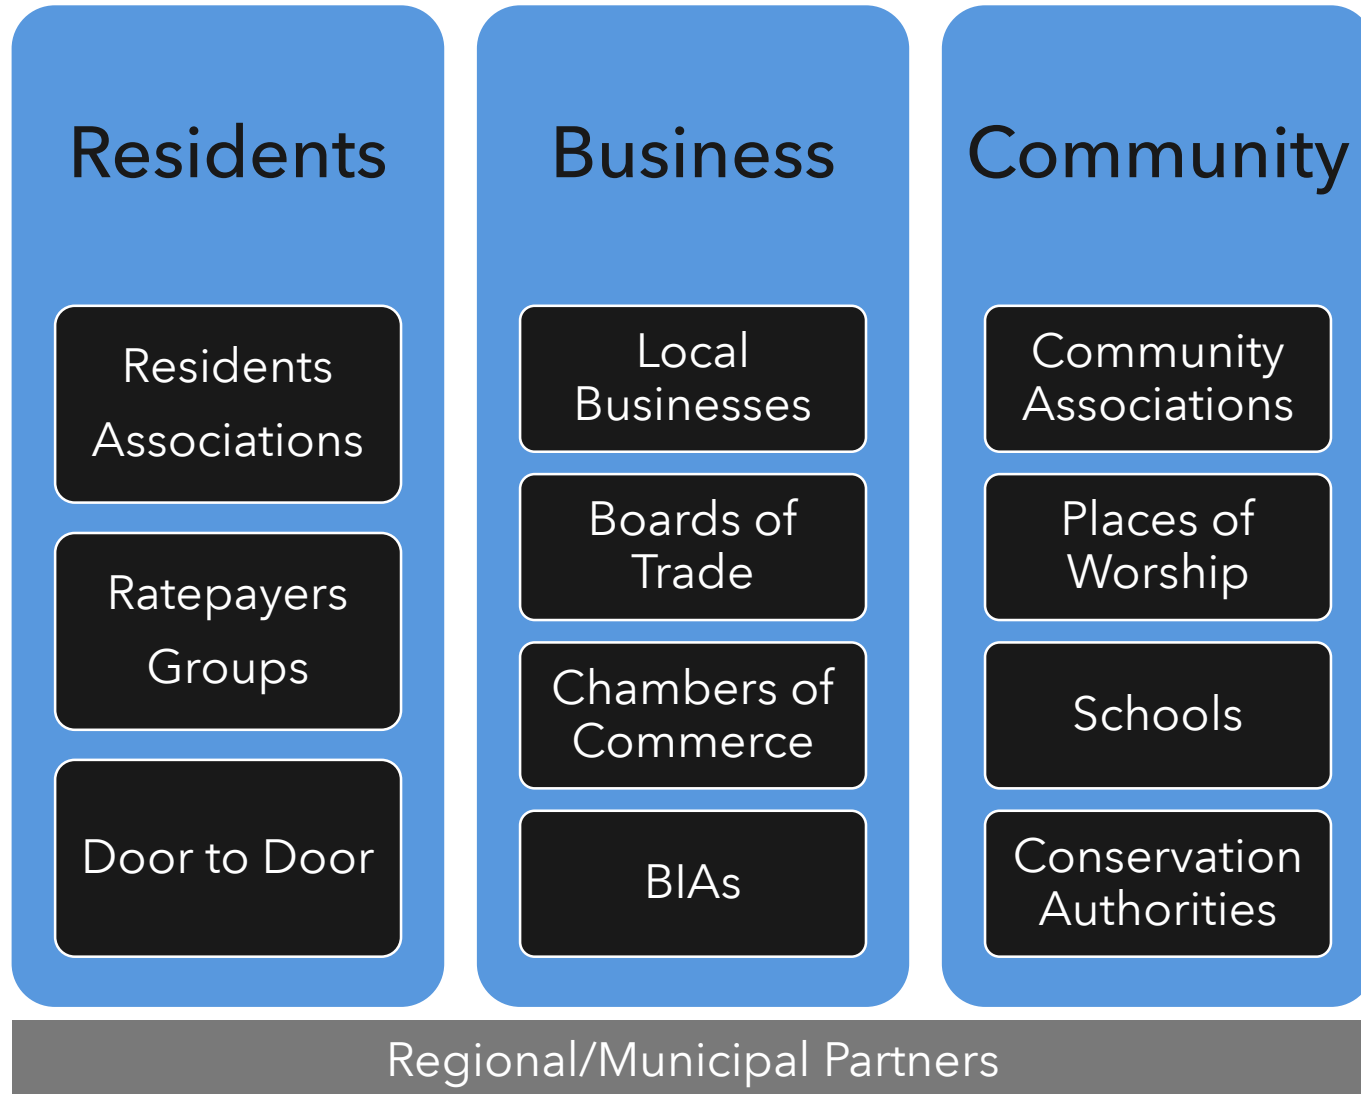 Residents
Residents
Associations
Ratepayers
Groups
Door to Door
Business
Local
Businesses
Boards of
Trade
Chambers of
Commerce
BIAs
Community
Community
Associations
Places of
Worship
Schools
Conservation
Authorities
Regional/Municipal Partners